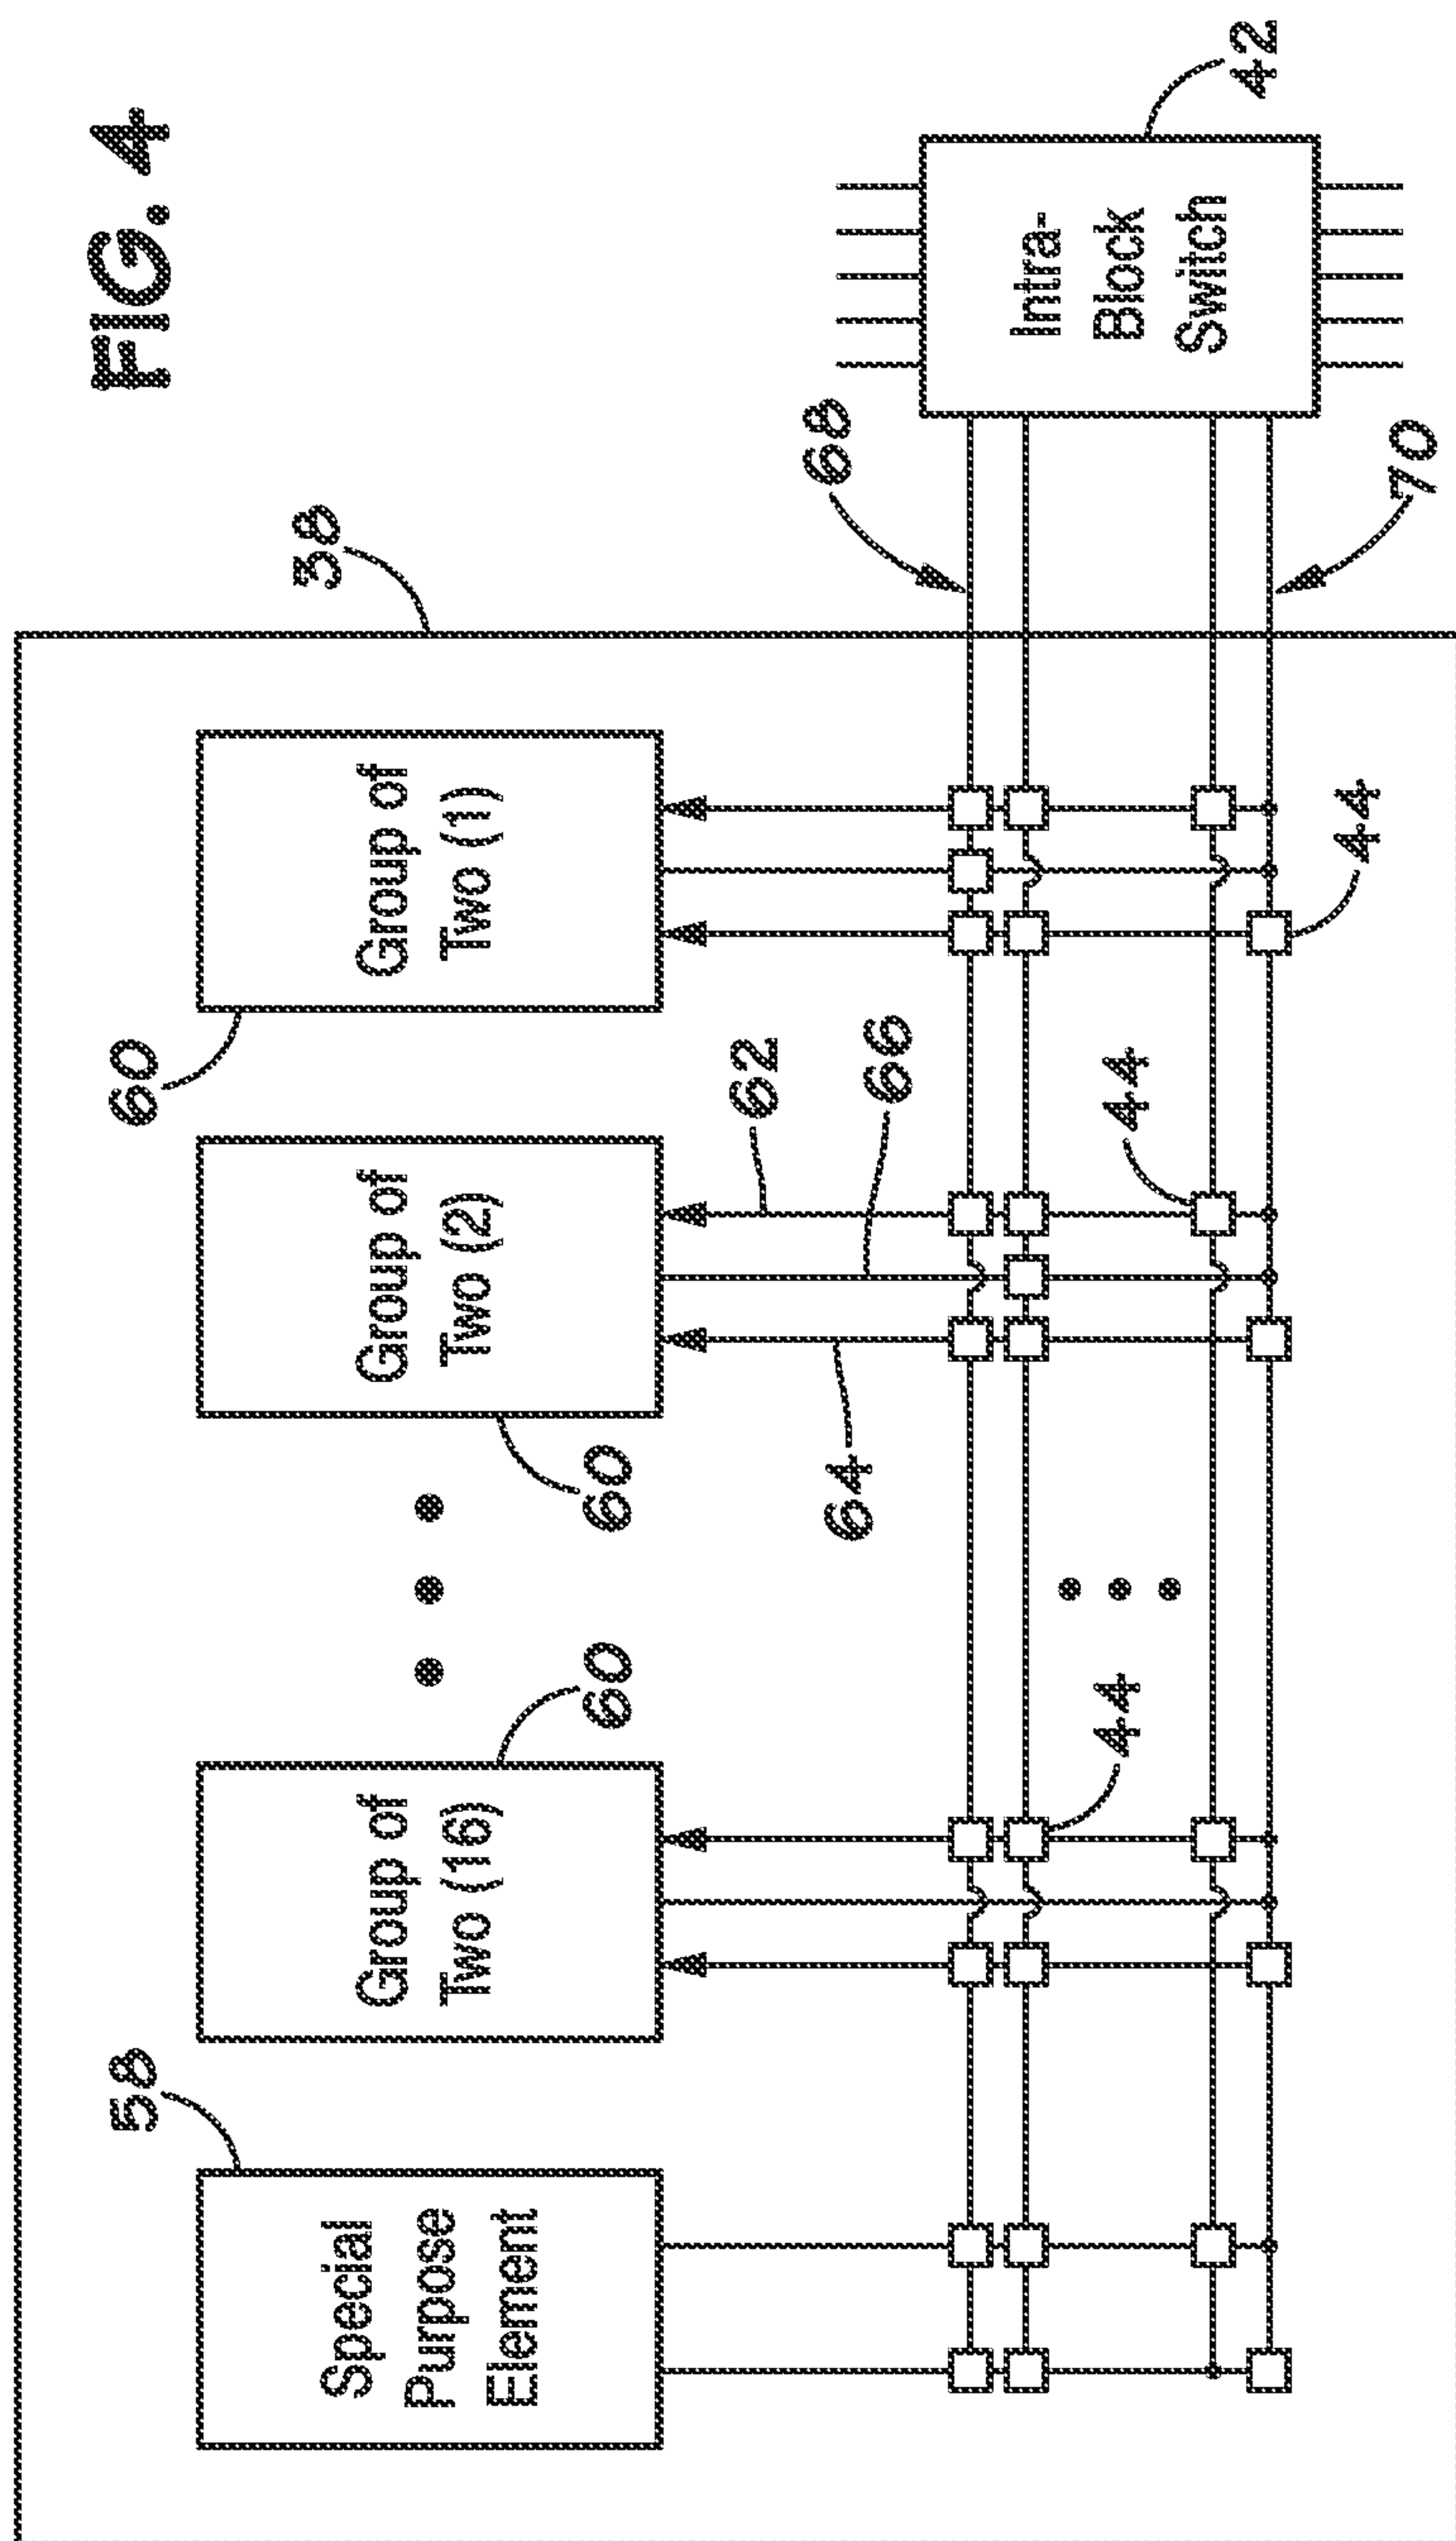 FIG. 4
38
60
Group of
Two (1)
60
Group of
Two (2)
60
Group of
Two (16)
58
Special
Purpose
Element
62
66
64
44
44
44
68
70
Intra-
Block
Switch
42